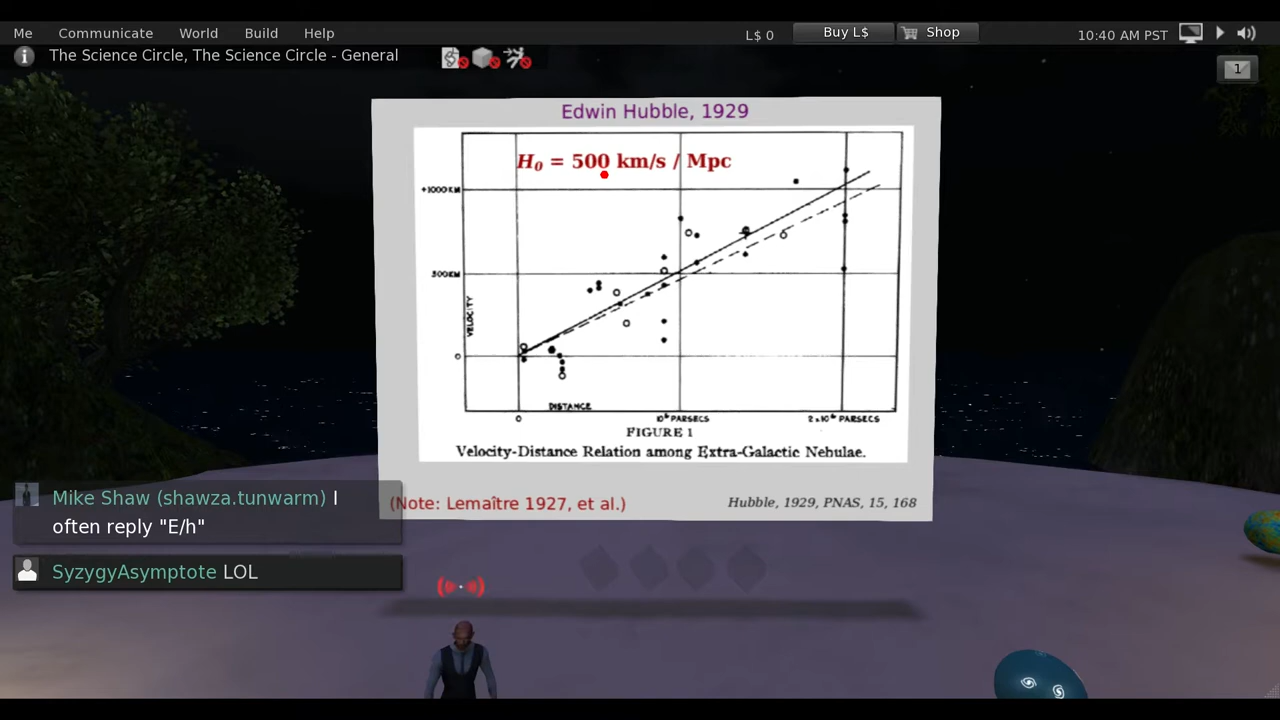 Me Communicate World Build Help L$ 0 Buy L$ Shop 10:40 AM PST
The Science Circle, The Science Circle - General
1
Edwin Hubble, 1929
H₀ = 500 km/s / Mpc
+1000 KM
500KM
VELOCITY
0
DISTANCE
0 10⁶ PARSECS 2 x 10⁶ PARSECS
FIGURE 1
Velocity-Distance Relation among Extra-Galactic Nebulae.
(Note: Lemaître 1927, et al.) Hubble, 1929, PNAS, 15, 168
Mike Shaw (shawza.tunwarm) I
often reply "E/h"
SyzygyAsymptote LOL